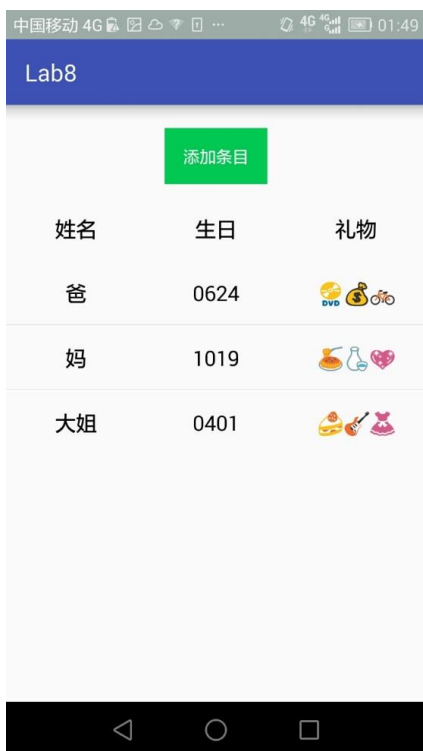 中国移动 4G 4G 4G 01:49
Lab8
添加条目
姓名 生日 礼物
爸 0624 DVD
妈 1019
大姐 0401